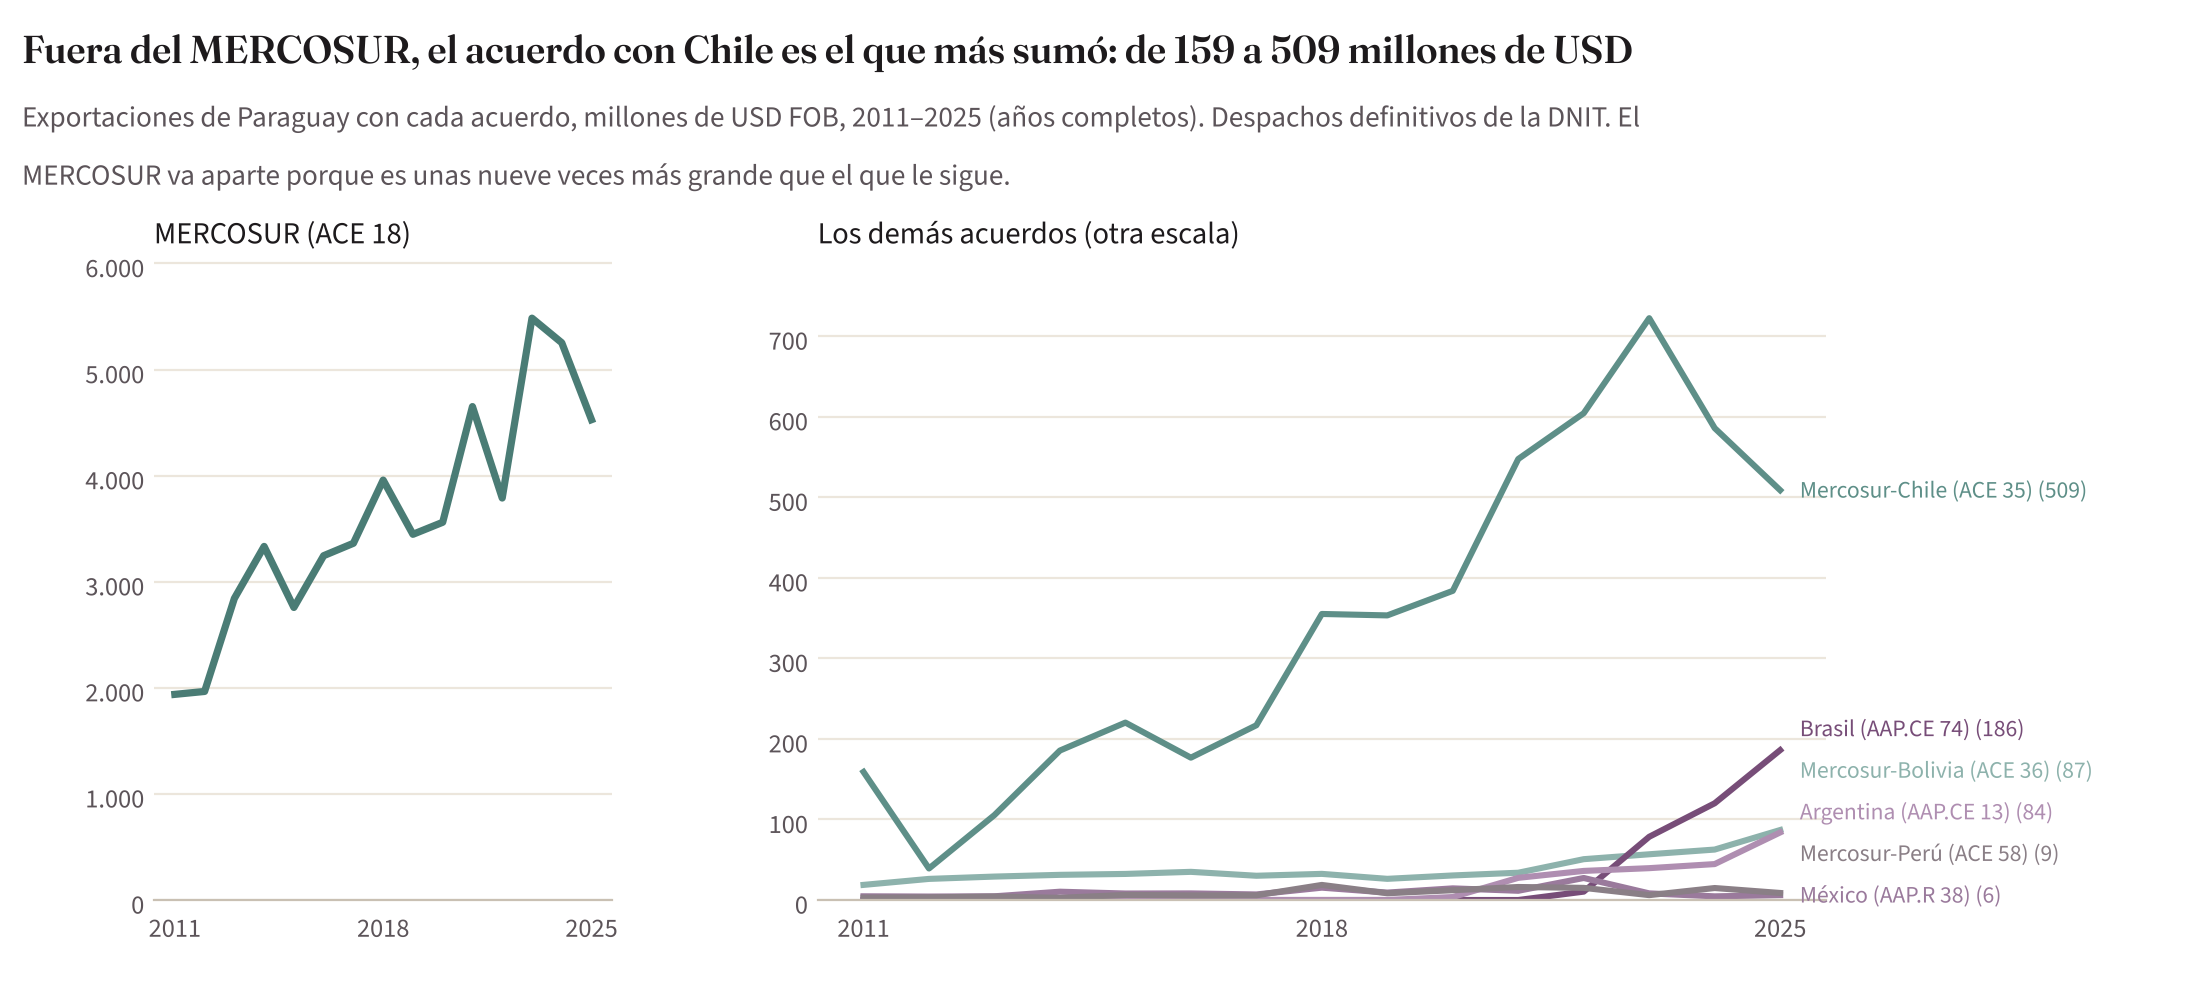 Fuera del MERCOSUR, el acuerdo con Chile es el que más sumó: de 159 a 509 millones de USD
Exportaciones de Paraguay con cada acuerdo, millones de USD FOB, 2011–2025 (años completos). Despachos definitivos de la DNIT. El
MERCOSUR va aparte porque es unas nueve veces más grande que el que le sigue.
MERCOSUR (ACE 18)
6.000
5.000
4.000
3.000
2.000
1.000
0
2011
2018
2025
Los demás acuerdos (otra escala)
700
600
500
400
300
200
100
0
2011
2018
2025
Mercosur-Chile (ACE 35) (509)
Brasil (AAP.CE 74) (186)
Mercosur-Bolivia (ACE 36) (87)
Argentina (AAP.CE 13) (84)
Mercosur-Perú (ACE 58) (9)
México (AAP.R 38) (6)